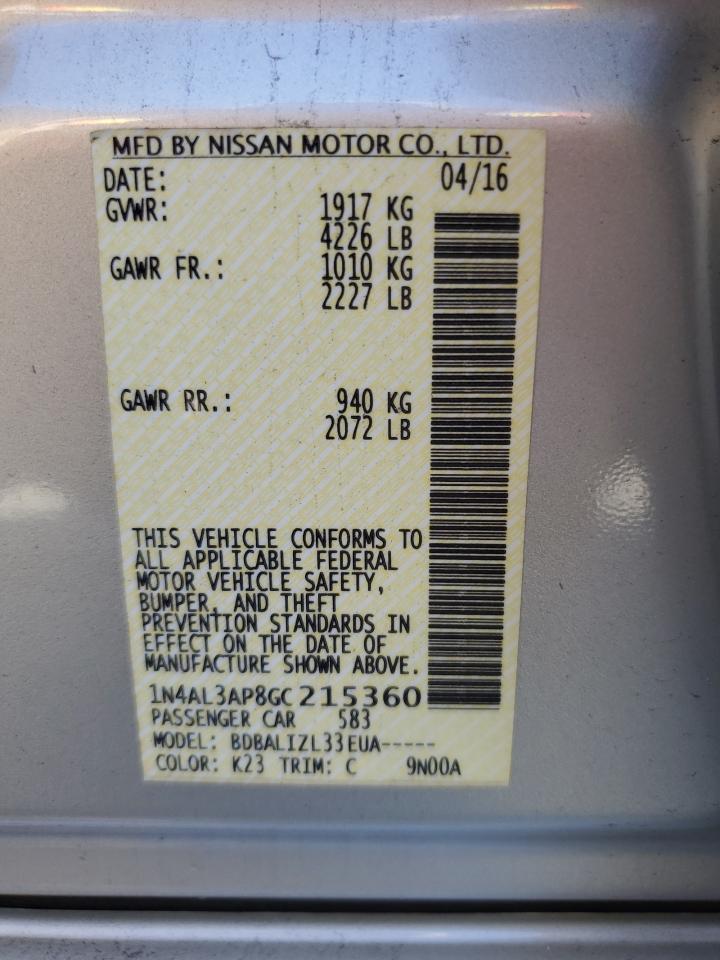 MFD BY NISSAN MOTOR CO., LTD.
DATE: 04/16
GVWR: 1917 KG
4226 LB
GAWR FR.: 1010 KG
2227 LB
GAWR RR.: 940 KG
2072 LB
THIS VEHICLE CONFORMS TO
ALL APPLICABLE FEDERAL
MOTOR VEHICLE SAFETY,
BUMPER, AND THEFT
PREVENTION STANDARDS IN
EFFECT ON THE DATE OF
MANUFACTURE SHOWN ABOVE.
1N4AL3AP8GC215360
PASSENGER CAR 583
MODEL: BDBALIZL33EUA-----
COLOR: K23 TRIM: C 9N00A